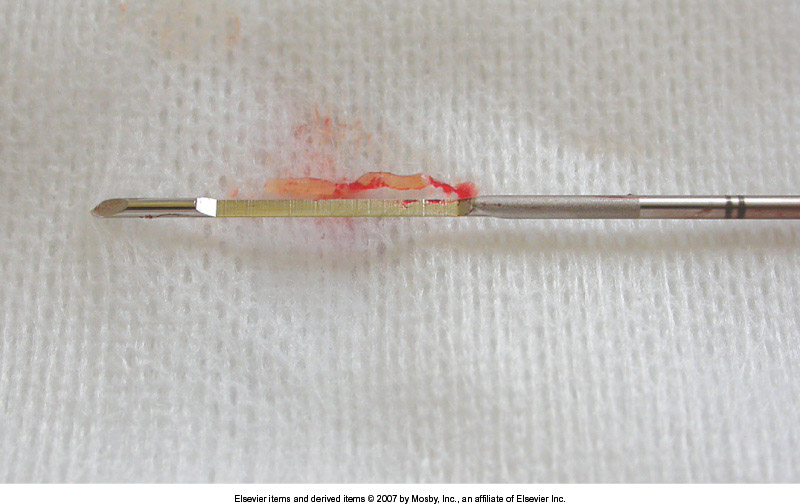 Elsevier items and derived items © 2007 by Mosby, Inc., an affiliate of Elsevier Inc.